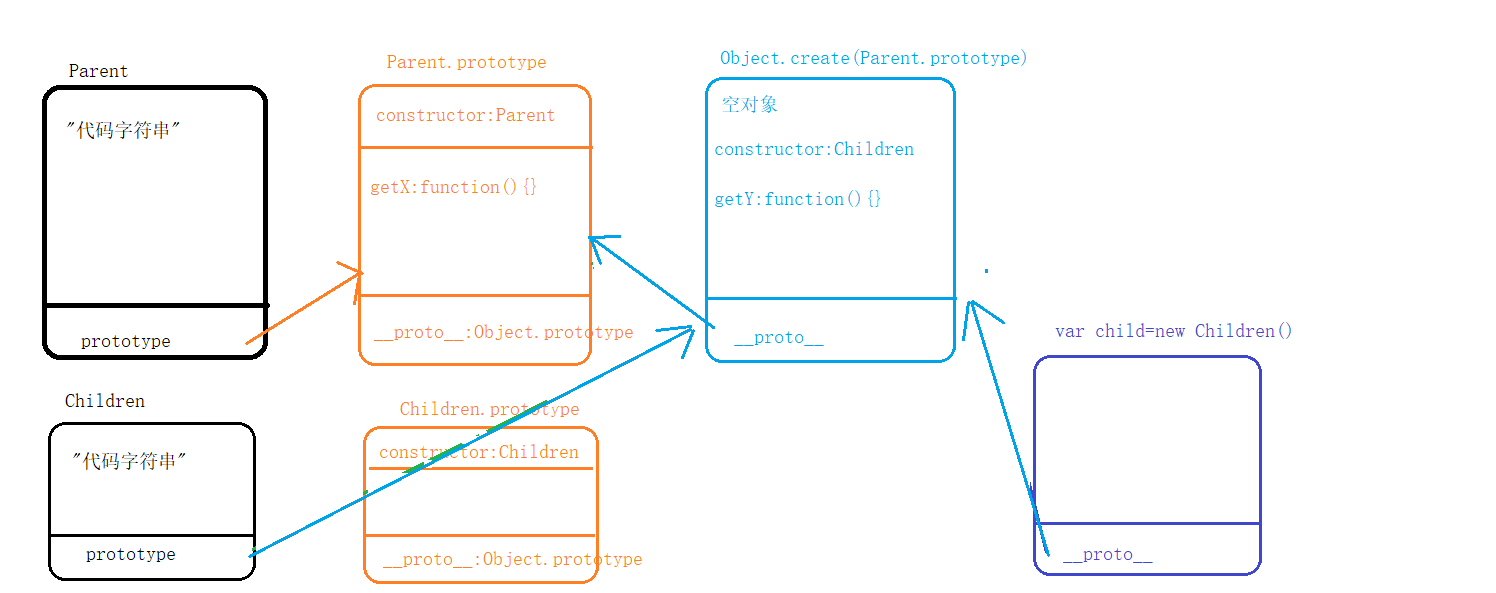 Parent
"代码字符串"
prototype
Parent.prototype
constructor:Parent
getX:function(){}
__proto__:Object.prototype
Object.create(Parent.prototype)
空对象
constructor:Children
getY:function(){}
__proto__
Children
"代码字符串"
prototype
Children.prototype
constructor:Children
__proto__:Object.prototype
var child=new Children()
__proto__